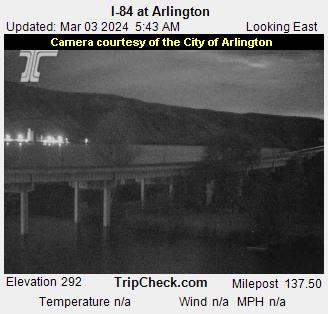 I-84 at Arlington
Updated: Mar 03 2024 5:43 AM Looking East
Camera courtesy of the City of Arlington
Elevation 292 TripCheck.com Milepost 137.50
Temperature n/a Wind n/a MPH n/a